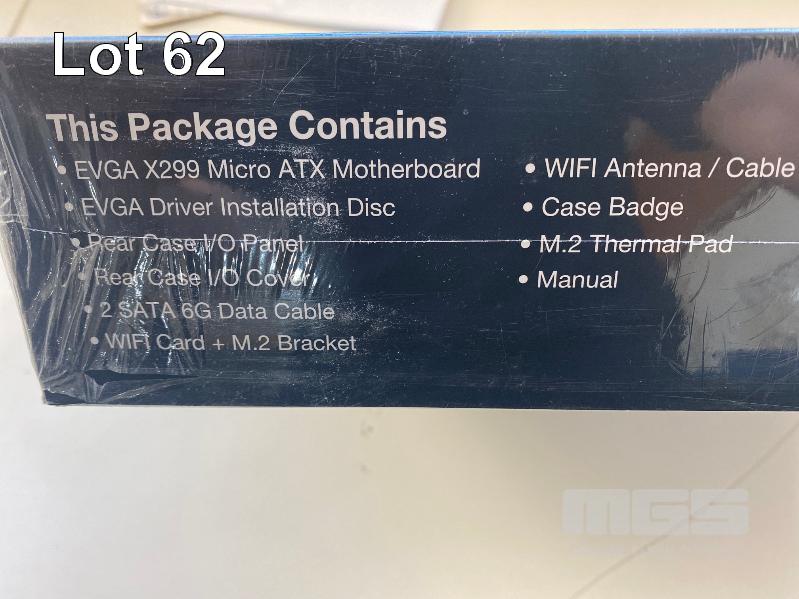 Lot 62
This Package Contains
• EVGA X299 Micro ATX Motherboard
• EVGA Driver Installation Disc
• Rear Case I/O Panel
• Rear Case I/O Cover
• 2 SATA 6G Data Cable
• WIFI Card + M.2 Bracket
• WIFI Antenna / Cable
• Case Badge
• M.2 Thermal Pad
• Manual
MGS